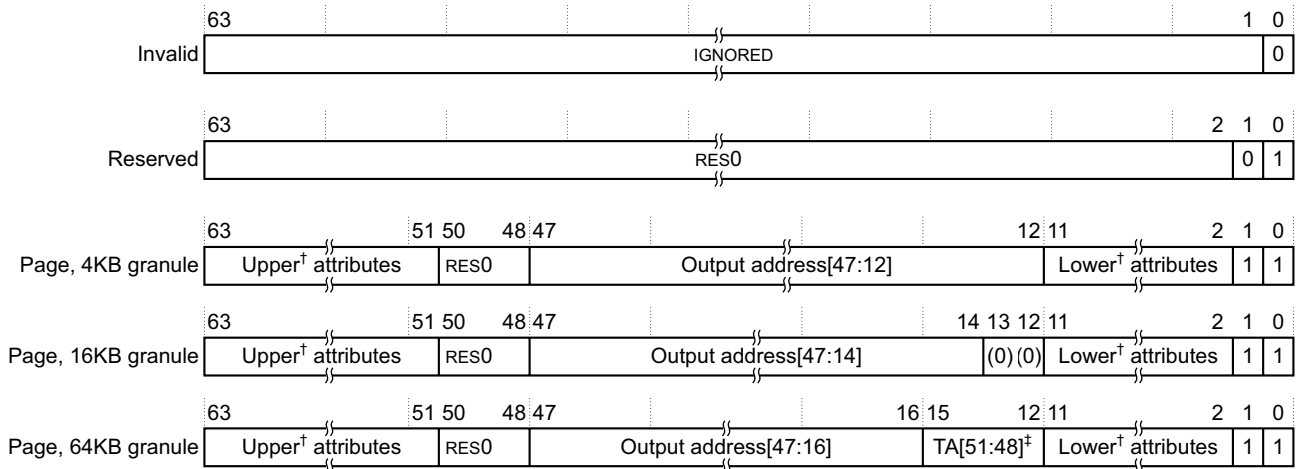 63 1 0
Invalid IGNORED 0
63 2 1 0
Reserved RES0 0 1
63 51 50 48 47 12 11 2 1 0
Page, 4KB granule Upper† attributes RES0 Output address[47:12] Lower† attributes 1 1
63 51 50 48 47 14 13 12 11 2 1 0
Page, 16KB granule Upper† attributes RES0 Output address[47:14] (0) (0) Lower† attributes 1 1
63 51 50 48 47 16 15 12 11 2 1 0
Page, 64KB granule Upper† attributes RES0 Output address[47:16] TA[51:48]‡ Lower† attributes 1 1